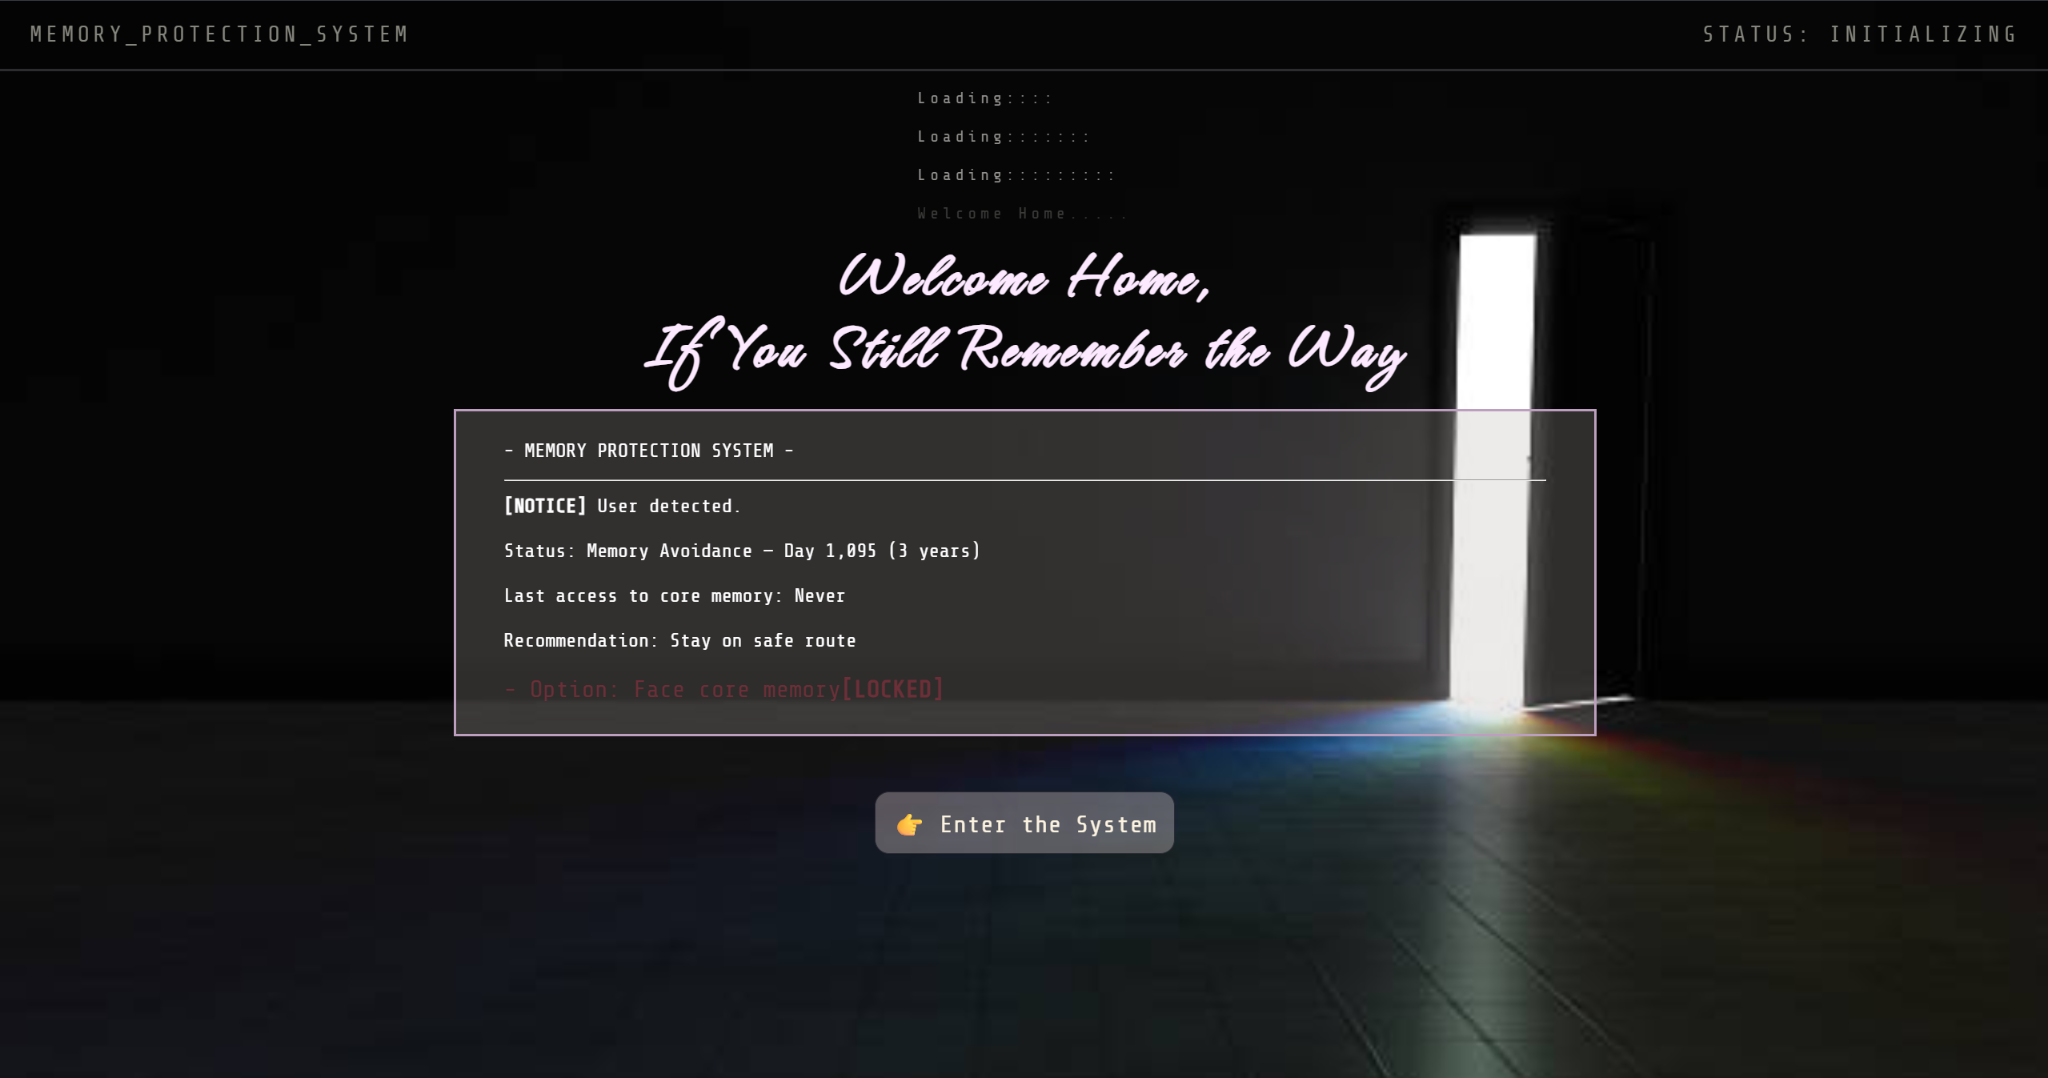 MEMORY_PROTECTION_SYSTEM
STATUS: INITIALIZING
Loading::::
Loading:::::::
Loading:::::::::
Welcome Home.....
Welcome Home,
If You Still Remember the Way
- MEMORY PROTECTION SYSTEM -
[NOTICE] User detected.
Status: Memory Avoidance — Day 1,095 (3 years)
Last access to core memory: Never
Recommendation: Stay on safe route
- Option: Face core memory[LOCKED]
👉 Enter the System